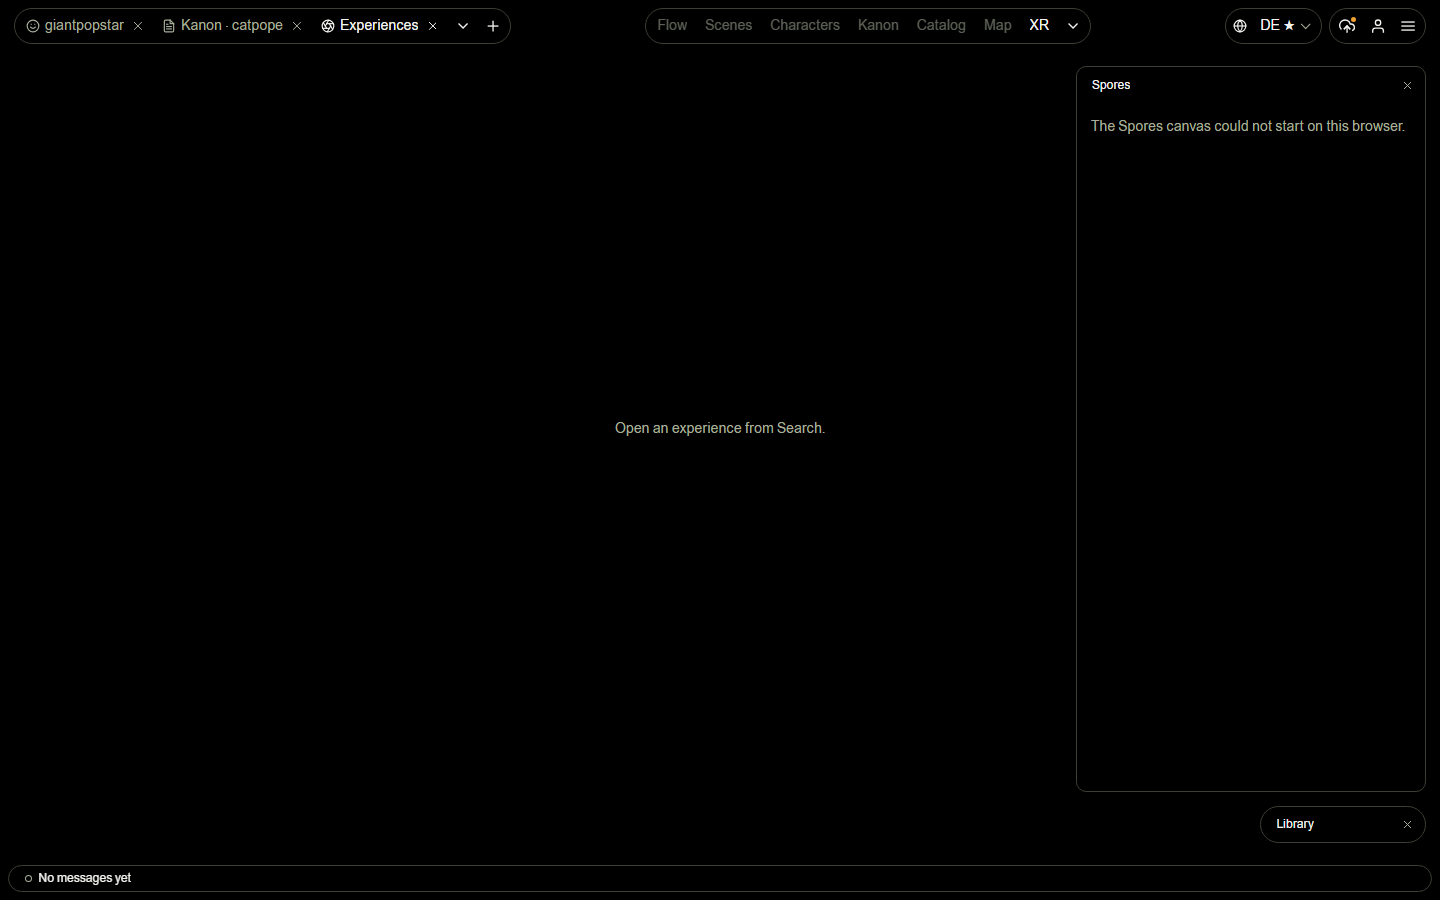 giantpopstar
Kanon · catpope
Experiences
Flow Scenes Characters Kanon Catalog Map XR
DE ★
Spores
The Spores canvas could not start on this browser.
Open an experience from Search.
Library
No messages yet